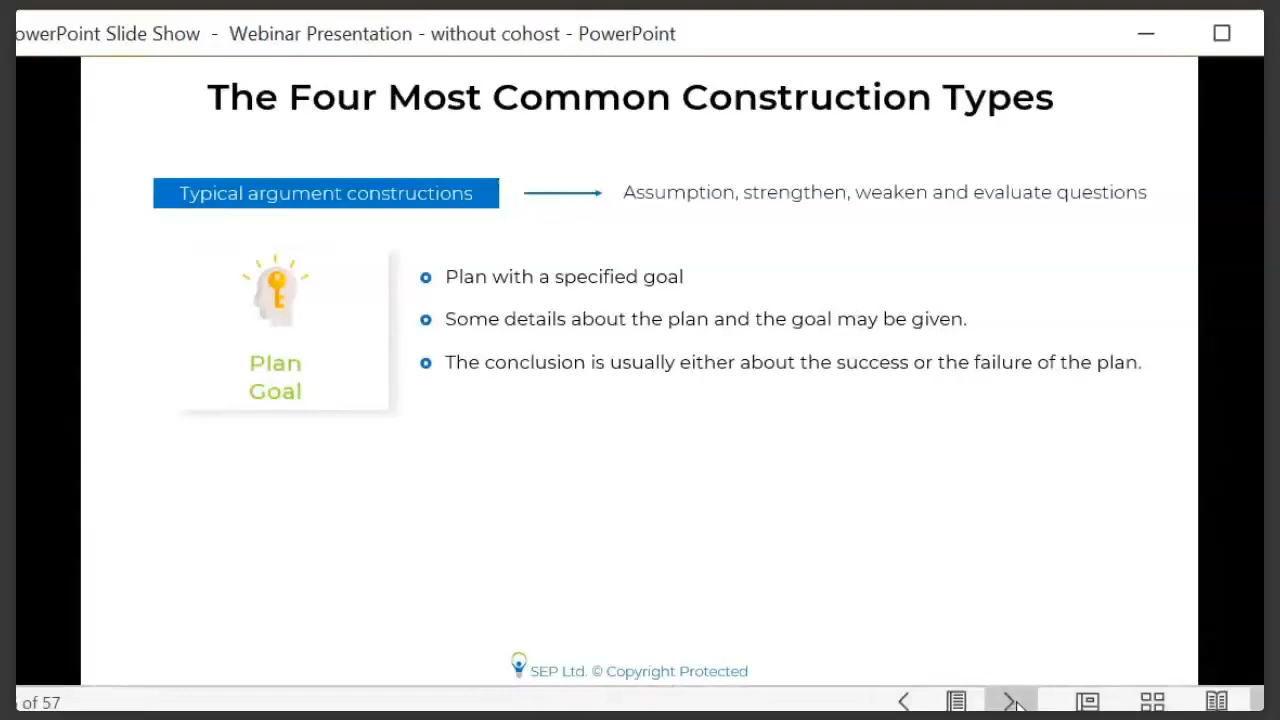 owerPoint Slide Show - Webinar Presentation - without cohost - PowerPoint
The Four Most Common Construction Types
Typical argument constructions
Assumption, strengthen, weaken and evaluate questions
Plan
Goal
Plan with a specified goal
Some details about the plan and the goal may be given.
The conclusion is usually either about the success or the failure of the plan.
SEP Ltd. © Copyright Protected
of 57